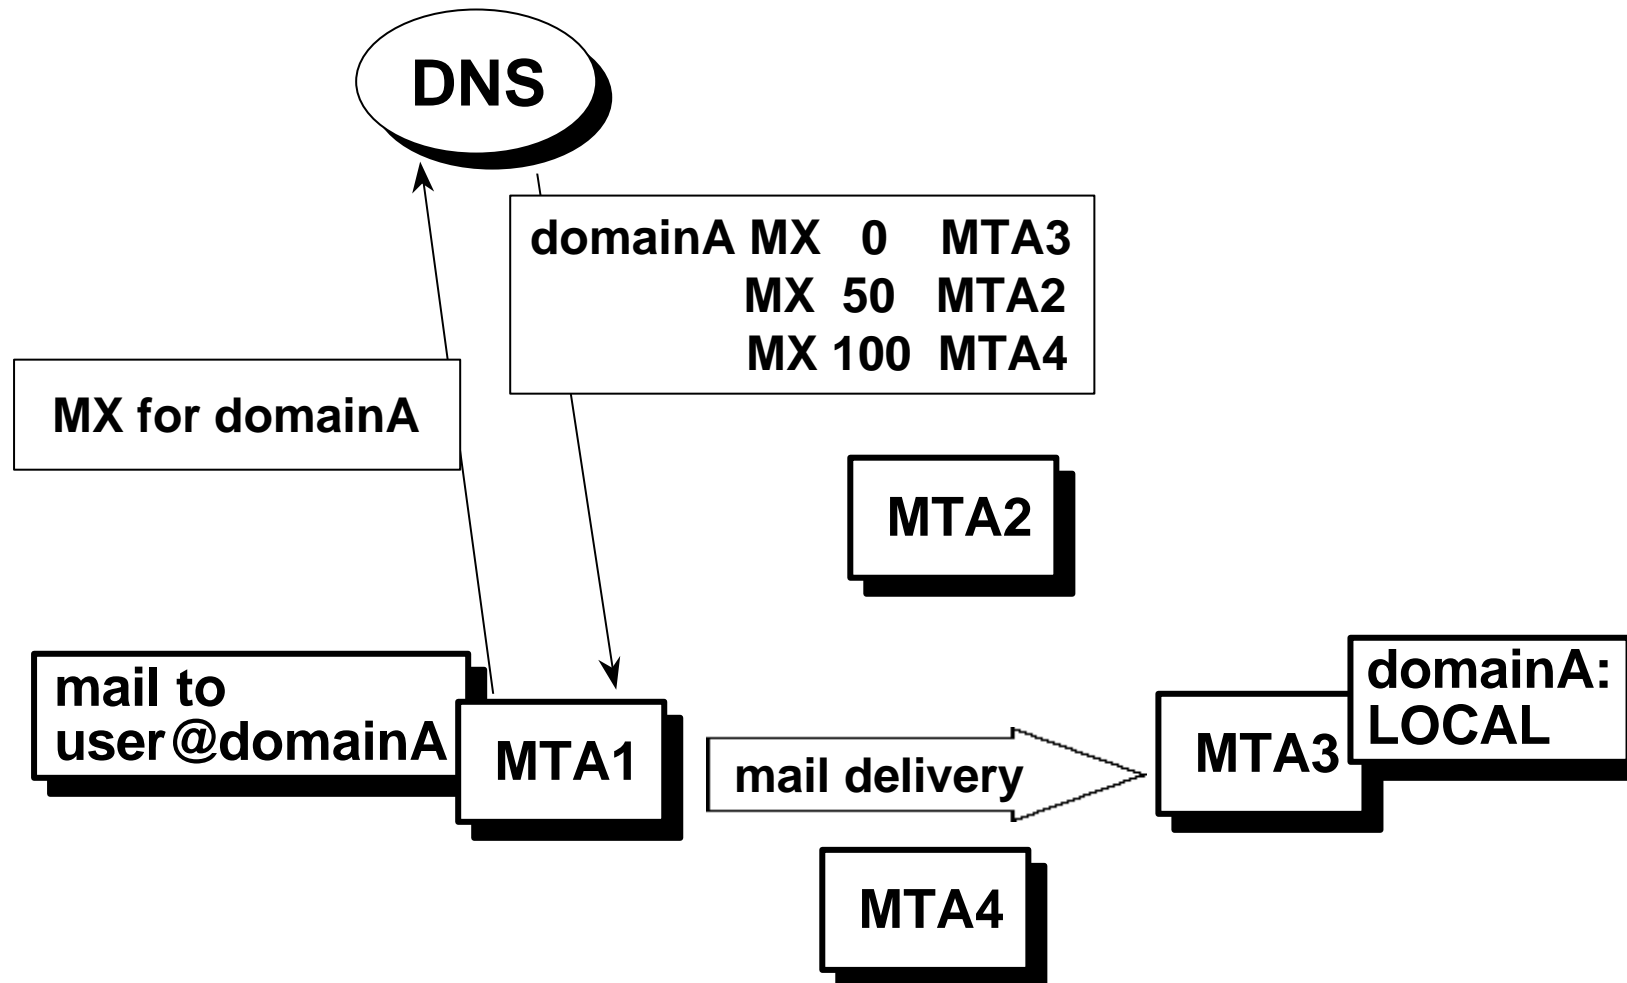 DNS
domainA MX 0 MTA3
MX 50 MTA2
MX 100 MTA4
MX for domainA
MTA2
mail to
user@domainA
MTA1
mail delivery
MTA3
domainA:
LOCAL
MTA4